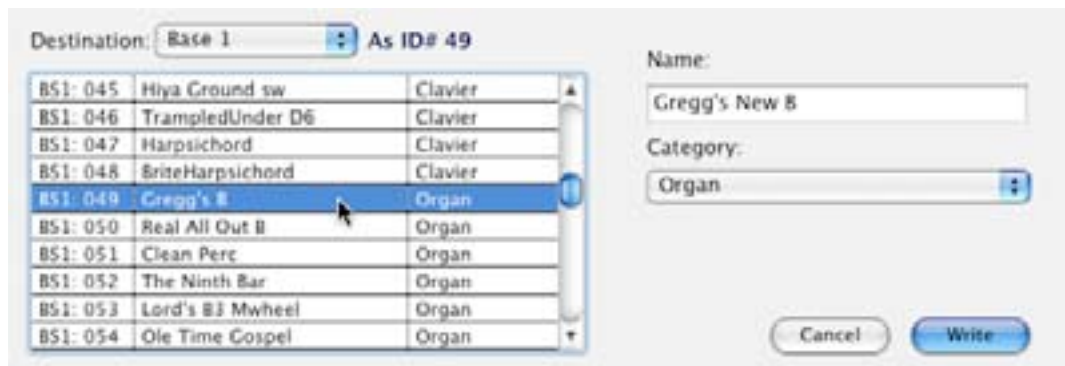 Destination: Base 1 As ID# 49
BS1: 045 Hiya Ground sw Clavier
BS1: 046 TrampledUnder D6 Clavier
BS1: 047 Harpsichord Clavier
BS1: 048 BriteHarpsichord Clavier
BS1: 049 Gregg's B Organ
BS1: 050 Real All Out B Organ
BS1: 051 Clean Perc Organ
BS1: 052 The Ninth Bar Organ
BS1: 053 Lord's B3 Mwheel Organ
BS1: 054 Ole Time Gospel Organ
Name:
Gregg's New B
Category:
Organ
Cancel Write